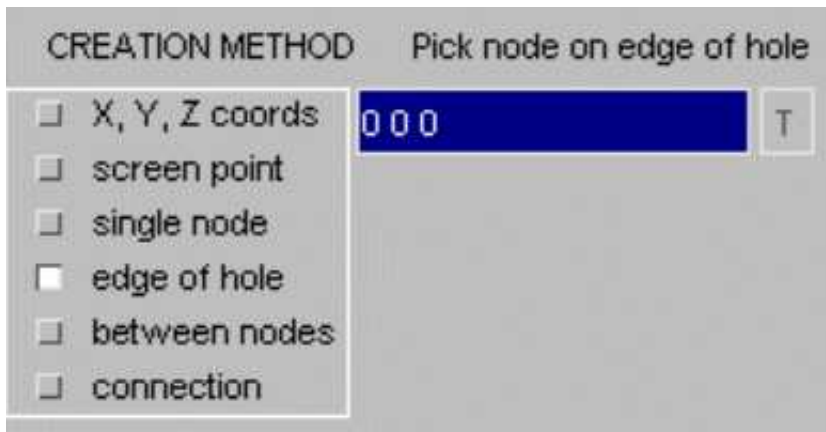 CREATION METHOD Pick node on edge of hole
X, Y, Z coords 0 0 0 T
screen point
single node
edge of hole
between nodes
connection